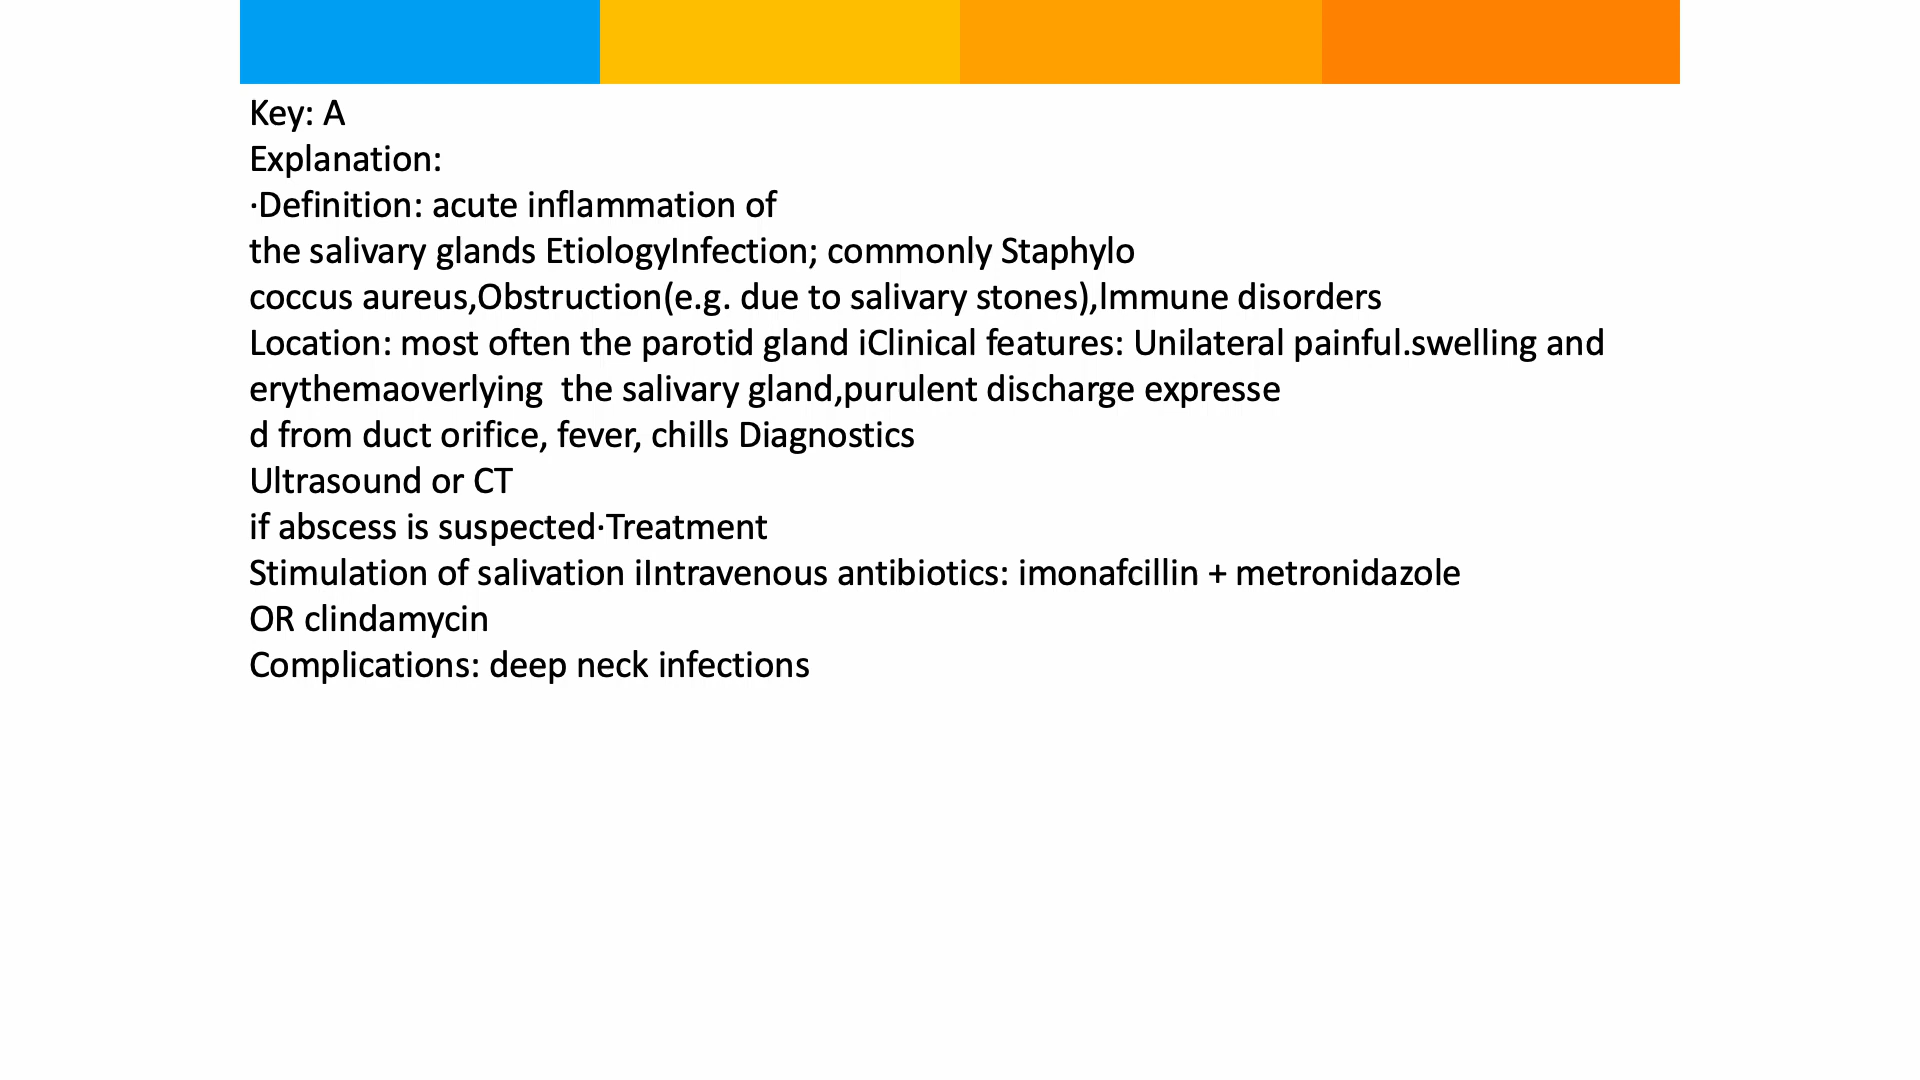 Key: A
Explanation:
·Definition: acute inflammation of
the salivary glands EtiologyInfection; commonly Staphylo
coccus aureus,Obstruction(e.g. due to salivary stones),Immune disorders
Location: most often the parotid gland iClinical features: Unilateral painful.swelling and
erythemaoverlying  the salivary gland,purulent discharge expresse
d from duct orifice, fever, chills Diagnostics
Ultrasound or CT
if abscess is suspected·Treatment
Stimulation of salivation iIntravenous antibiotics: imonafcillin + metronidazole
OR clindamycin
Complications: deep neck infections